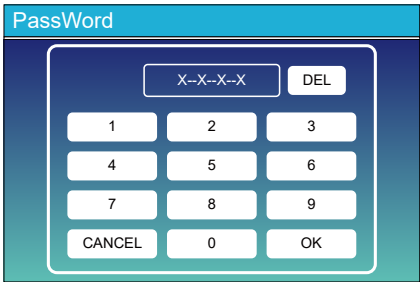 PassWord
X--X--X--X DEL
1 2 3
4 5 6
7 8 9
CANCEL 0 OK